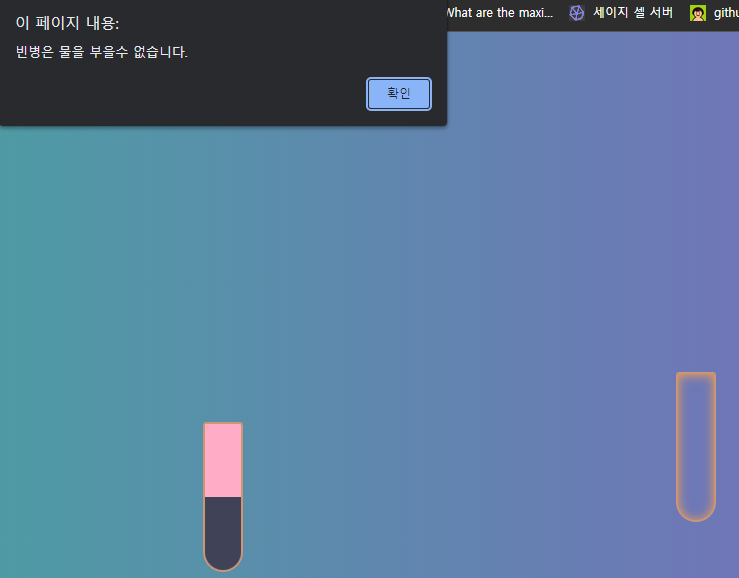 이 페이지 내용:
What are the maxi...
세이지 셀 서버
githu
빈병은 물을 부을수 없습니다.
확인